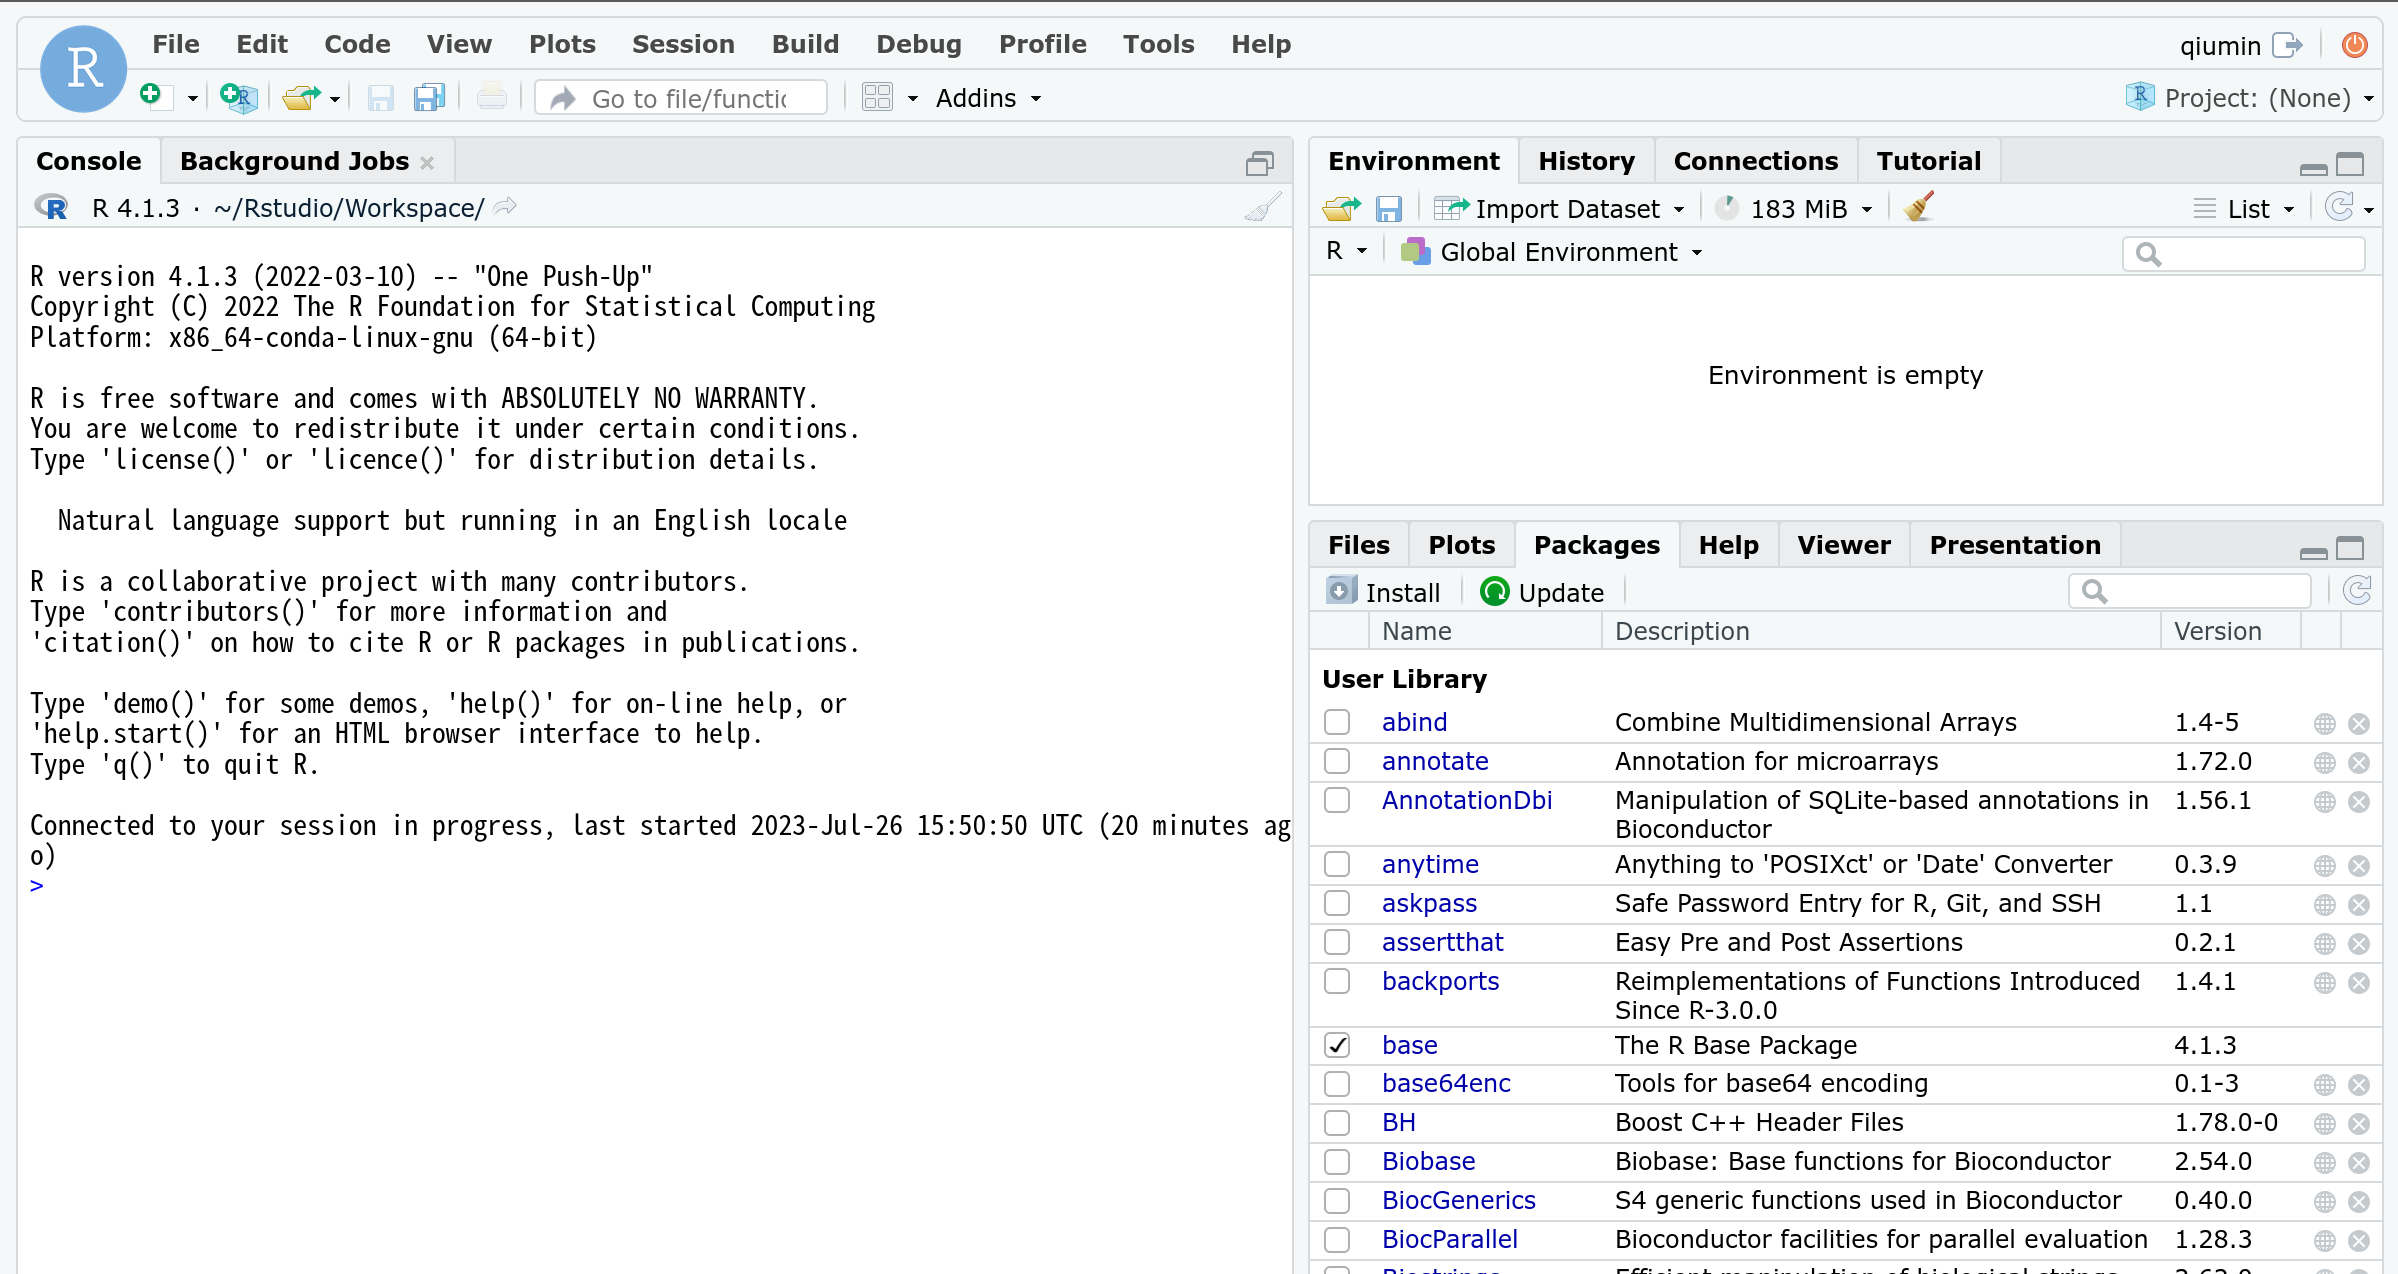 R
File Edit Code View Plots Session Build Debug Profile Tools Help
qiumin
Go to file/functi
Addins
Project: (None)
Console
Background Jobs
R 4.1.3 · ~/Rstudio/Workspace/
R version 4.1.3 (2022-03-10) -- "One Push-Up"
Copyright (C) 2022 The R Foundation for Statistical Computing
Platform: x86_64-conda-linux-gnu (64-bit)
R is free software and comes with ABSOLUTELY NO WARRANTY.
You are welcome to redistribute it under certain conditions.
Type 'license()' or 'licence()' for distribution details.
Natural language support but running in an English locale
R is a collaborative project with many contributors.
Type 'contributors()' for more information and
'citation()' on how to cite R or R packages in publications.
Type 'demo()' for some demos, 'help()' for on-line help, or
'help.start()' for an HTML browser interface to help.
Type 'q()' to quit R.
Connected to your session in progress, last started 2023-Jul-26 15:50:50 UTC (20 minutes ag
o)
>
Environment History Connections Tutorial
Import Dataset 183 MiB List
R Global Environment
Environment is empty
Files Plots Packages Help Viewer Presentation
Install Update
Name Description Version
User Library
abind Combine Multidimensional Arrays 1.4-5
annotate Annotation for microarrays 1.72.0
AnnotationDbi Manipulation of SQLite-based annotations in 1.56.1
Bioconductor
anytime Anything to 'POSIXct' or 'Date' Converter 0.3.9
askpass Safe Password Entry for R, Git, and SSH 1.1
assertthat Easy Pre and Post Assertions 0.2.1
backports Reimplementations of Functions Introduced 1.4.1
Since R-3.0.0
base The R Base Package 4.1.3
base64enc Tools for base64 encoding 0.1-3
BH Boost C++ Header Files 1.78.0-0
Biobase Biobase: Base functions for Bioconductor 2.54.0
BiocGenerics S4 generic functions used in Bioconductor 0.40.0
BiocParallel Bioconductor facilities for parallel evaluation 1.28.3